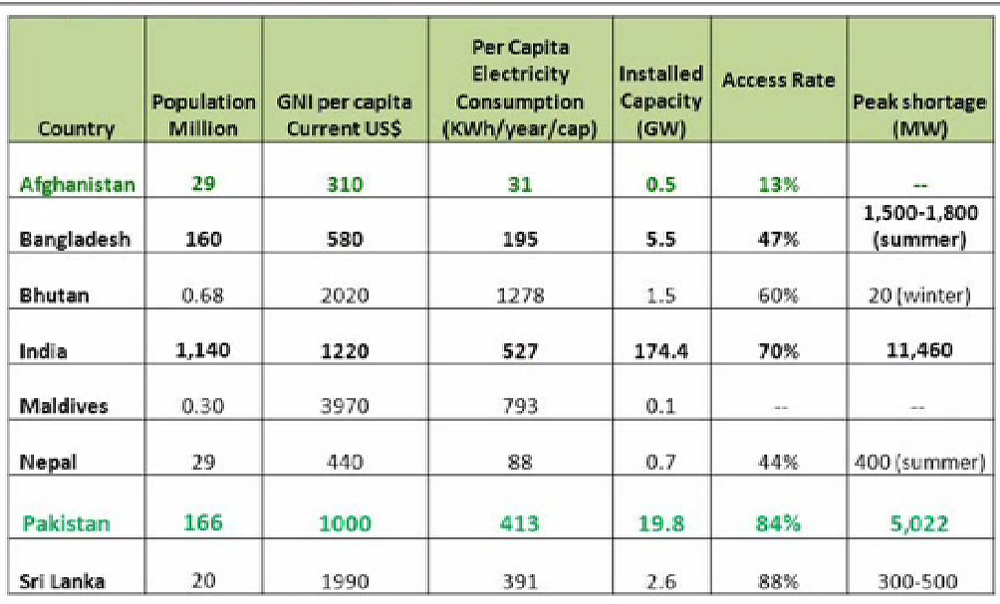 Country | Population Million | GNI per capita Current US$ | Per Capita Electricity Consumption (KWh/year/cap) | Installed Capacity (GW) | Access Rate | Peak shortage (MW)
Afghanistan | 29 | 310 | 31 | 0.5 | 13% | --
Bangladesh | 160 | 580 | 195 | 5.5 | 47% | 1,500-1,800 (summer)
Bhutan | 0.68 | 2020 | 1278 | 1.5 | 60% | 20 (winter)
India | 1,140 | 1220 | 527 | 174.4 | 70% | 11,460
Maldives | 0.30 | 3970 | 793 | 0.1 | -- | --
Nepal | 29 | 440 | 88 | 0.7 | 44% | 400 (summer)
Pakistan | 166 | 1000 | 413 | 19.8 | 84% | 5,022
Sri Lanka | 20 | 1990 | 391 | 2.6 | 88% | 300-500